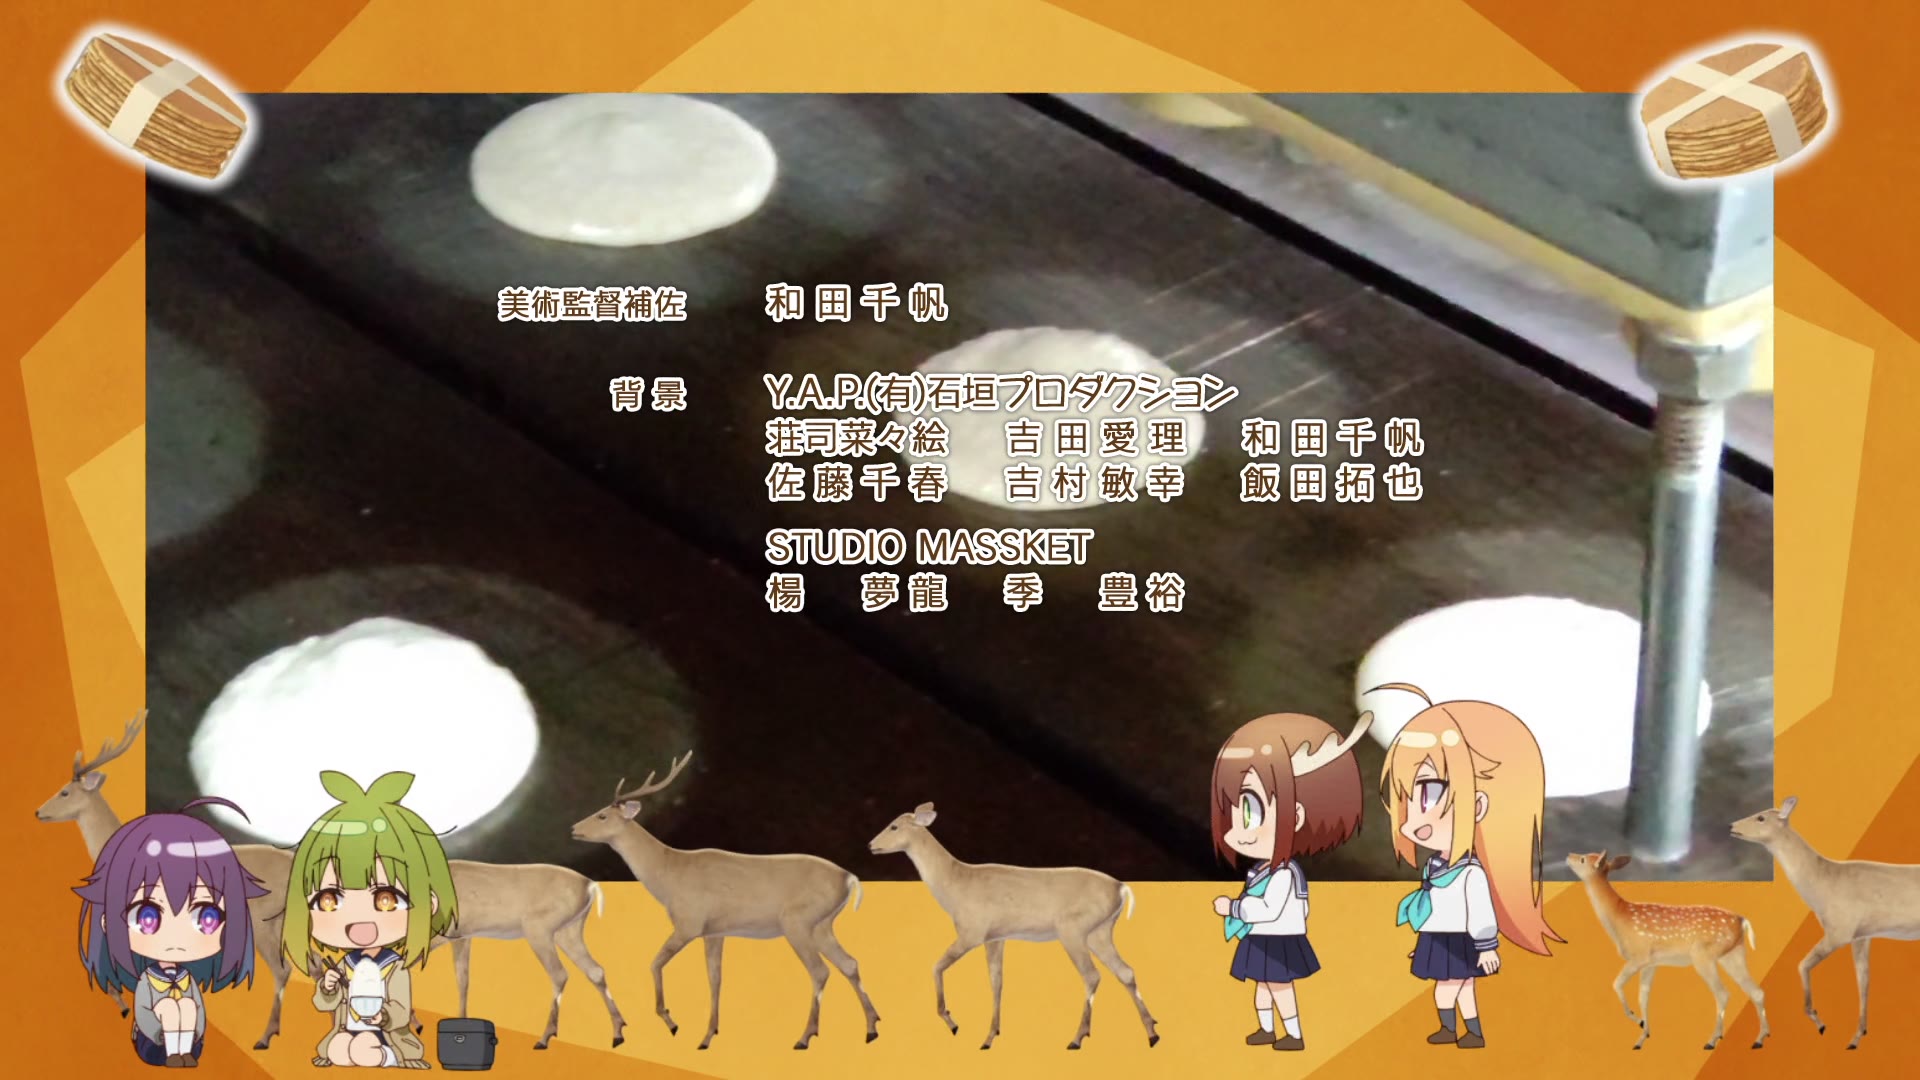 美術監督補佐 和田千帆
背景 Y.A.P.(有)石垣プロダクション
荘司菜々絵 吉田愛理 和田千帆
佐藤千春 吉村敏幸 飯田拓也
STUDIO MASSKET
楊 夢龍 季 豊裕